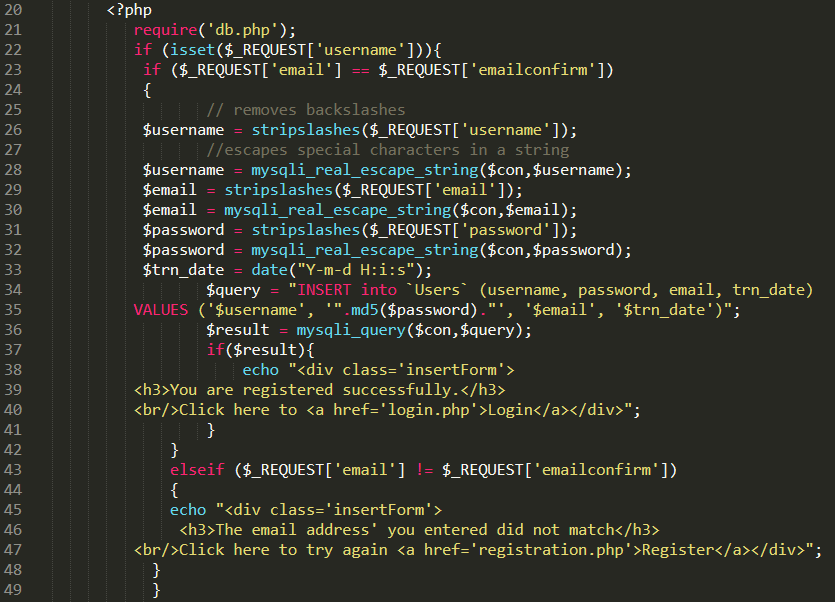 20 <?php
21 require('db.php');
22 if (isset($_REQUEST['username'])){
23 if ($_REQUEST['email'] == $_REQUEST['emailconfirm'])
24 {
25 // removes backslashes
26 $username = stripslashes($_REQUEST['username']);
27 //escapes special characters in a string
28 $username = mysqli_real_escape_string($con,$username);
29 $email = stripslashes($_REQUEST['email']);
30 $email = mysqli_real_escape_string($con,$email);
31 $password = stripslashes($_REQUEST['password']);
32 $password = mysqli_real_escape_string($con,$password);
33 $trn_date = date("Y-m-d H:i:s");
34 $query = "INSERT into `Users` (username, password, email, trn_date)
35 VALUES ('$username', '".md5($password)."', '$email', '$trn_date')";
36 $result = mysqli_query($con,$query);
37 if($result){
38 echo "<div class='insertForm'>
39 <h3>You are registered successfully.</h3>
40 <br/>Click here to <a href='login.php'>Login</a></div>";
41 }
42 }
43 elseif ($_REQUEST['email'] != $_REQUEST['emailconfirm'])
44 {
45 echo "<div class='insertForm'>
46 <h3>The email address' you entered did not match</h3>
47 <br/>Click here to try again <a href='registration.php'>Register</a></div>";
48 }
49 }